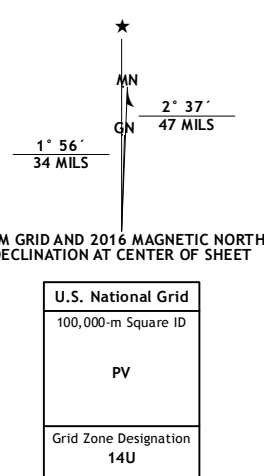 ★
MN
GN
2° 37´
47 MILS
1° 56´
34 MILS
M GRID AND 2016 MAGNETIC NORTH
DECLINATION AT CENTER OF SHEET
U.S. National Grid
100,000-m Square ID
PV
Grid Zone Designation
14U